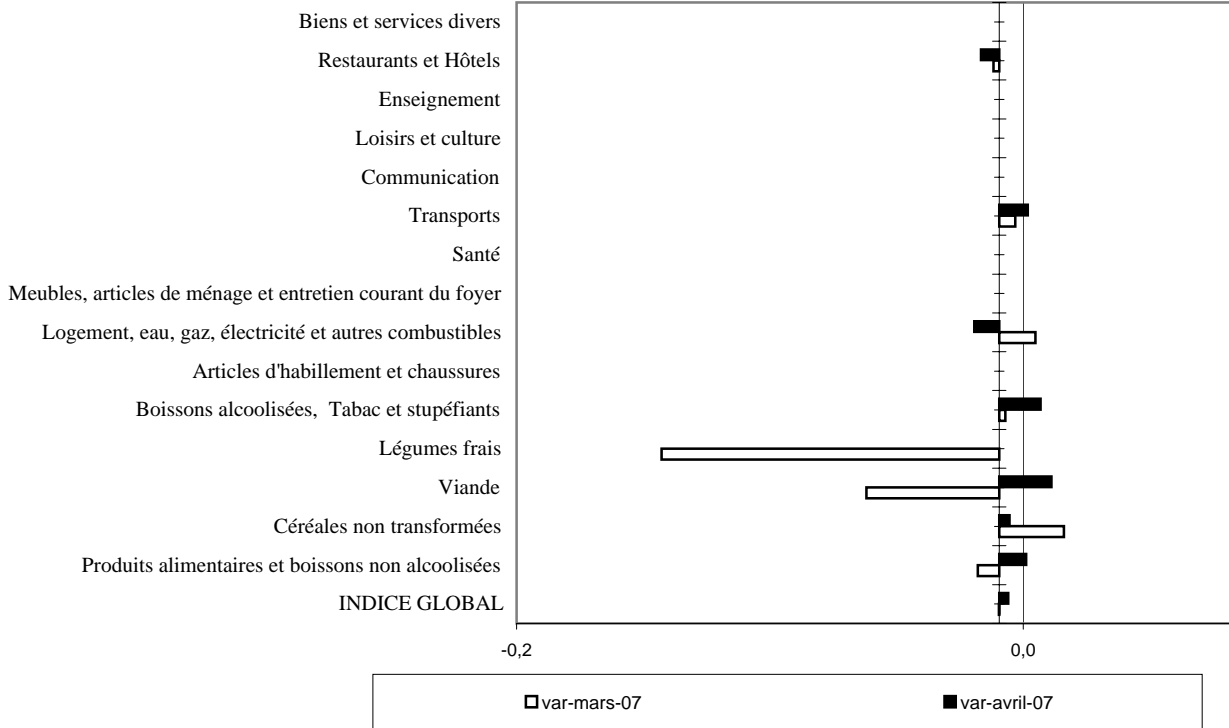 Biens et services divers
Restaurants et Hôtels
Enseignement
Loisirs et culture
Communication
Transports
Santé
Meubles, articles de ménage et entretien courant du foyer
Logement, eau, gaz, électricité et autres combustibles
Articles d'habillement et chaussures
Boissons alcoolisées, Tabac et stupéfiants
Légumes frais
Viande
Céréales non transformées
Produits alimentaires et boissons non alcoolisées
INDICE GLOBAL
-0,2 0,0
var-mars-07 var-avril-07